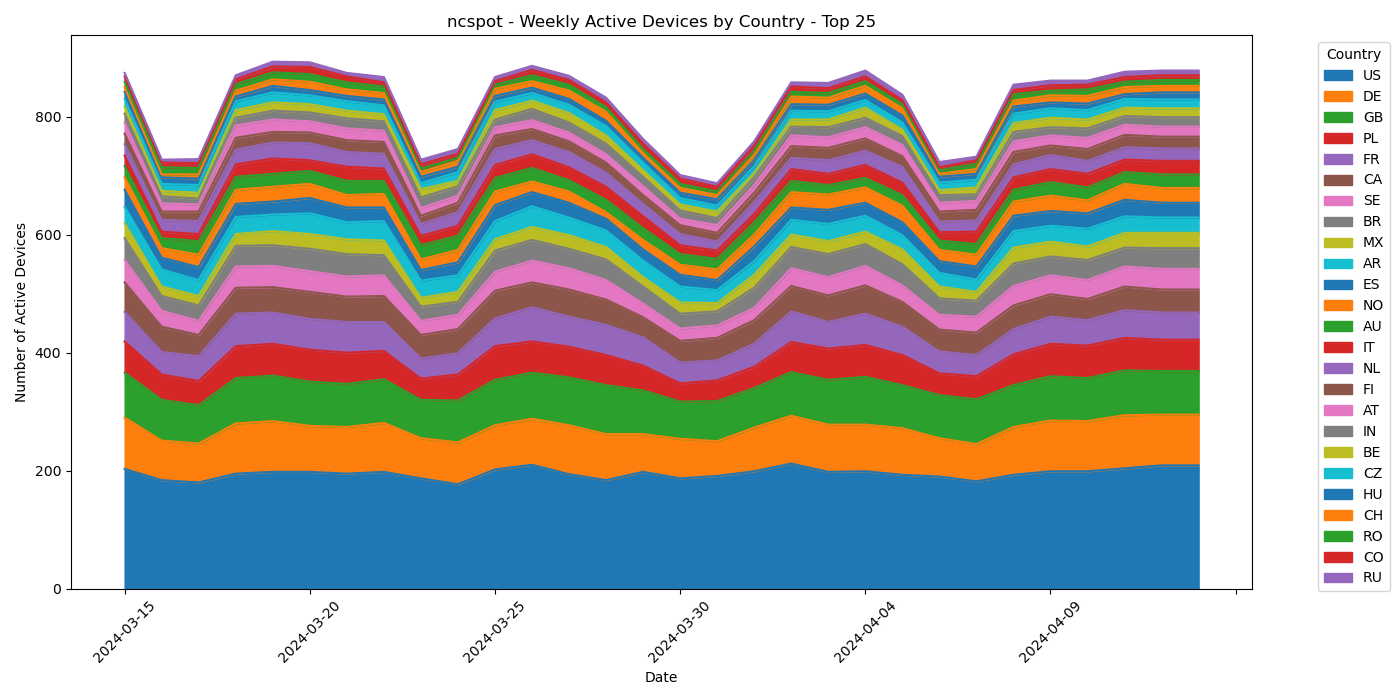 ncspot - Weekly Active Devices by Country - Top 25
Number of Active Devices
800
600
400
200
0
2024-03-15
2024-03-20
2024-03-25
2024-03-30
2024-04-04
2024-04-09
Date
Country
US
DE
GB
PL
FR
CA
SE
BR
MX
AR
ES
NO
AU
IT
NL
FI
AT
IN
BE
CZ
HU
CH
RO
CO
RU